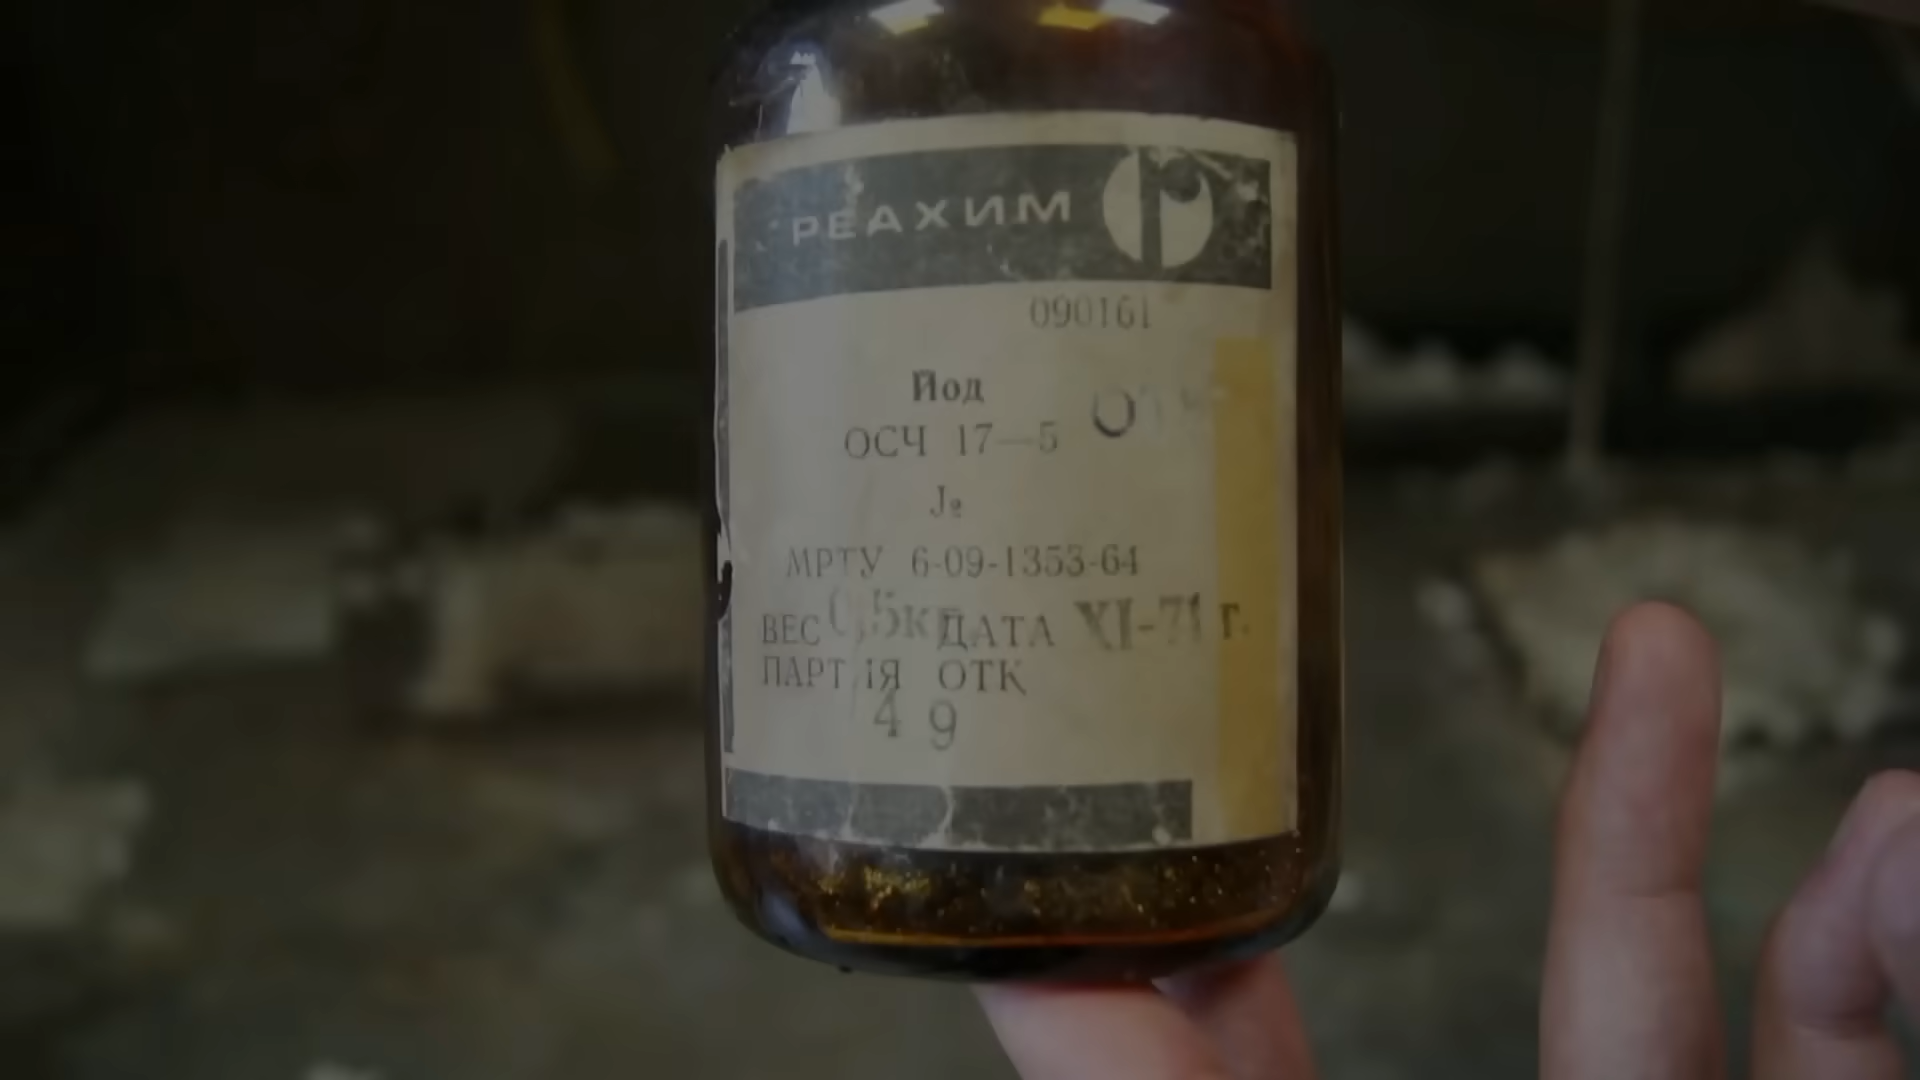 РЕАХИМ
090161
Йод
ОСЧ 17—5
J₂
МРТУ 6-09-1353-64
ВЕС 0,5кг ДАТА XI-71 г.
ПАРТИЯ ОТК
4 9